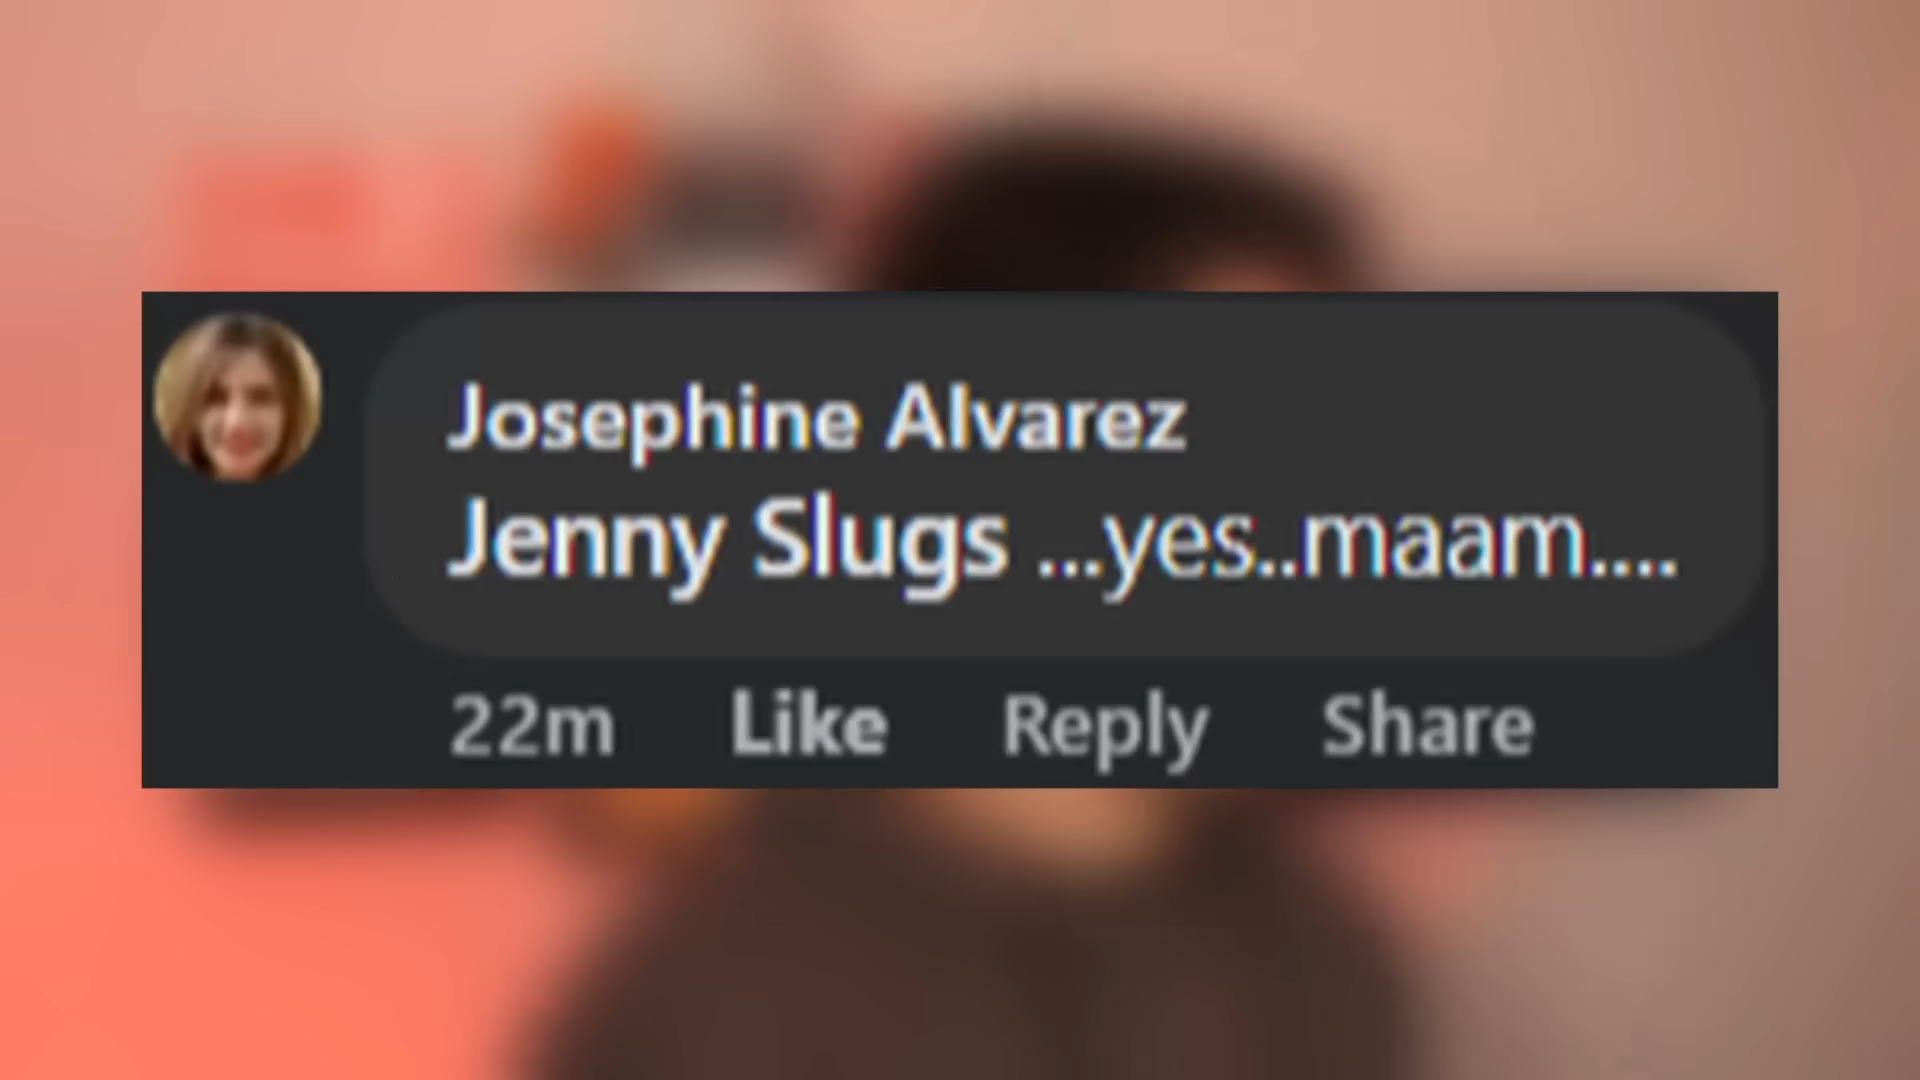 Josephine Alvarez
Jenny Slugs ...yes..maam....
22m Like Reply Share